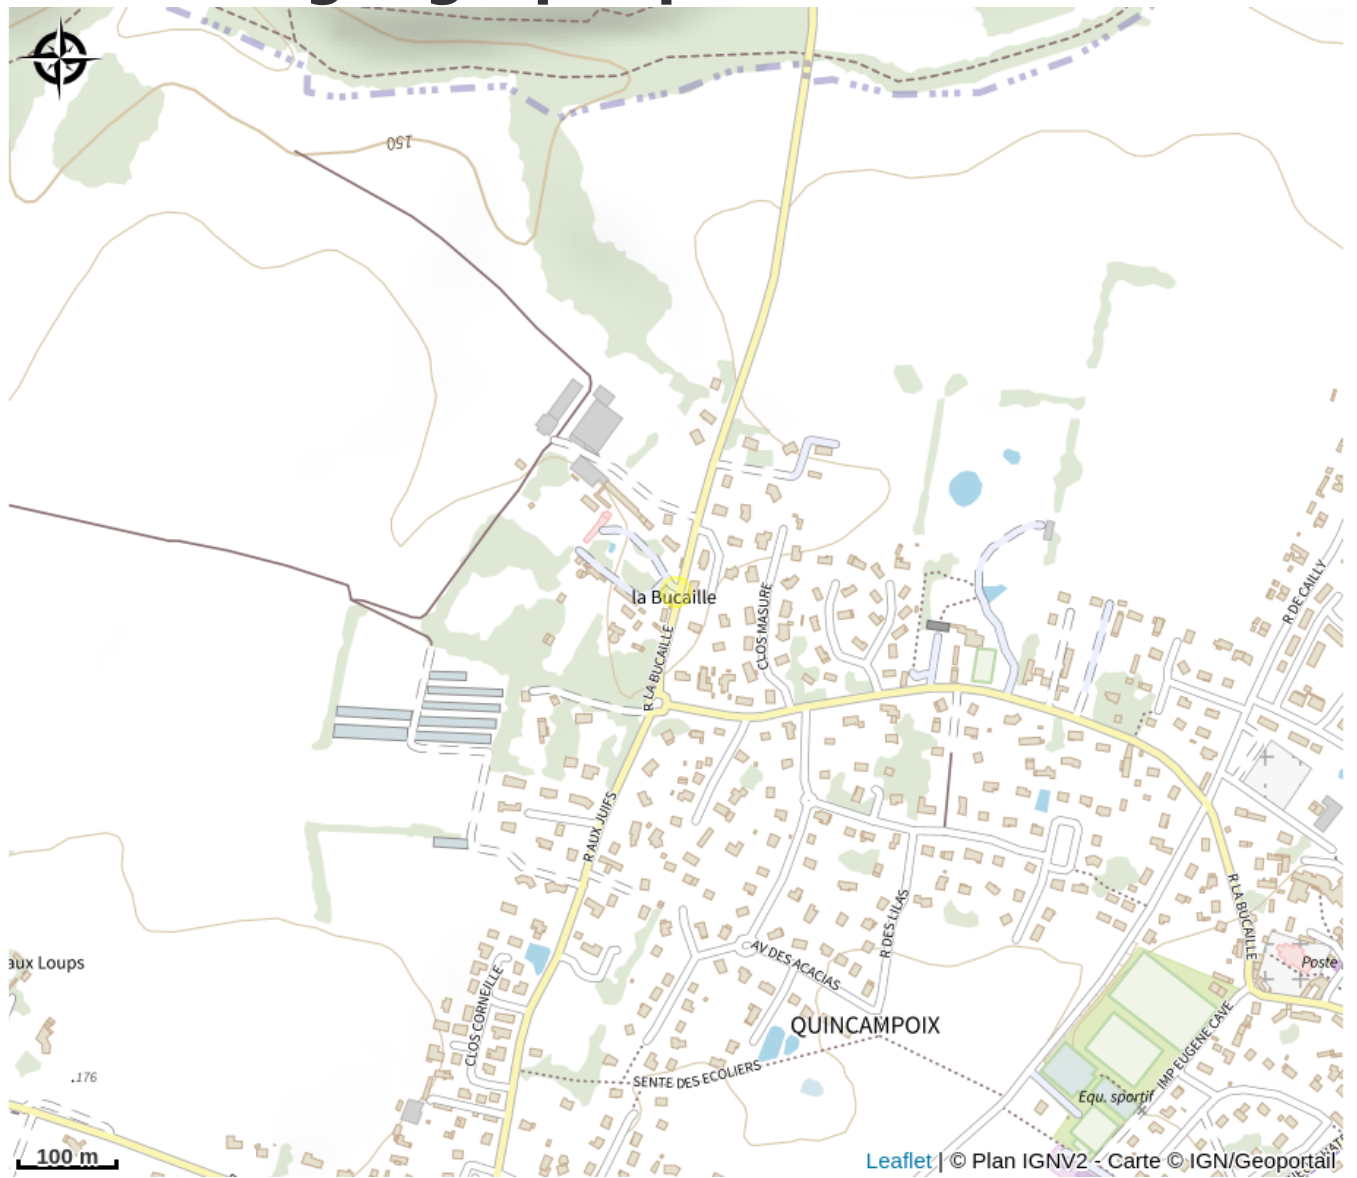 150
la Bucaille
R LA BUCAILLE
CLOS MASURE
R DE CAILLY
R AUX JUIFS
R DES LILAS
R LA BUCAILLE
aux Loups
AV DES ACACIAS
Poste
CLOS CORNEILLE
QUINCAMPOIX
IMP EUGENE CAVE
SENTE DES ECOLIERS
.176
Equ. sportif
100 m
Leaflet | © Plan IGNV2 - Carte © IGN/Geoportail